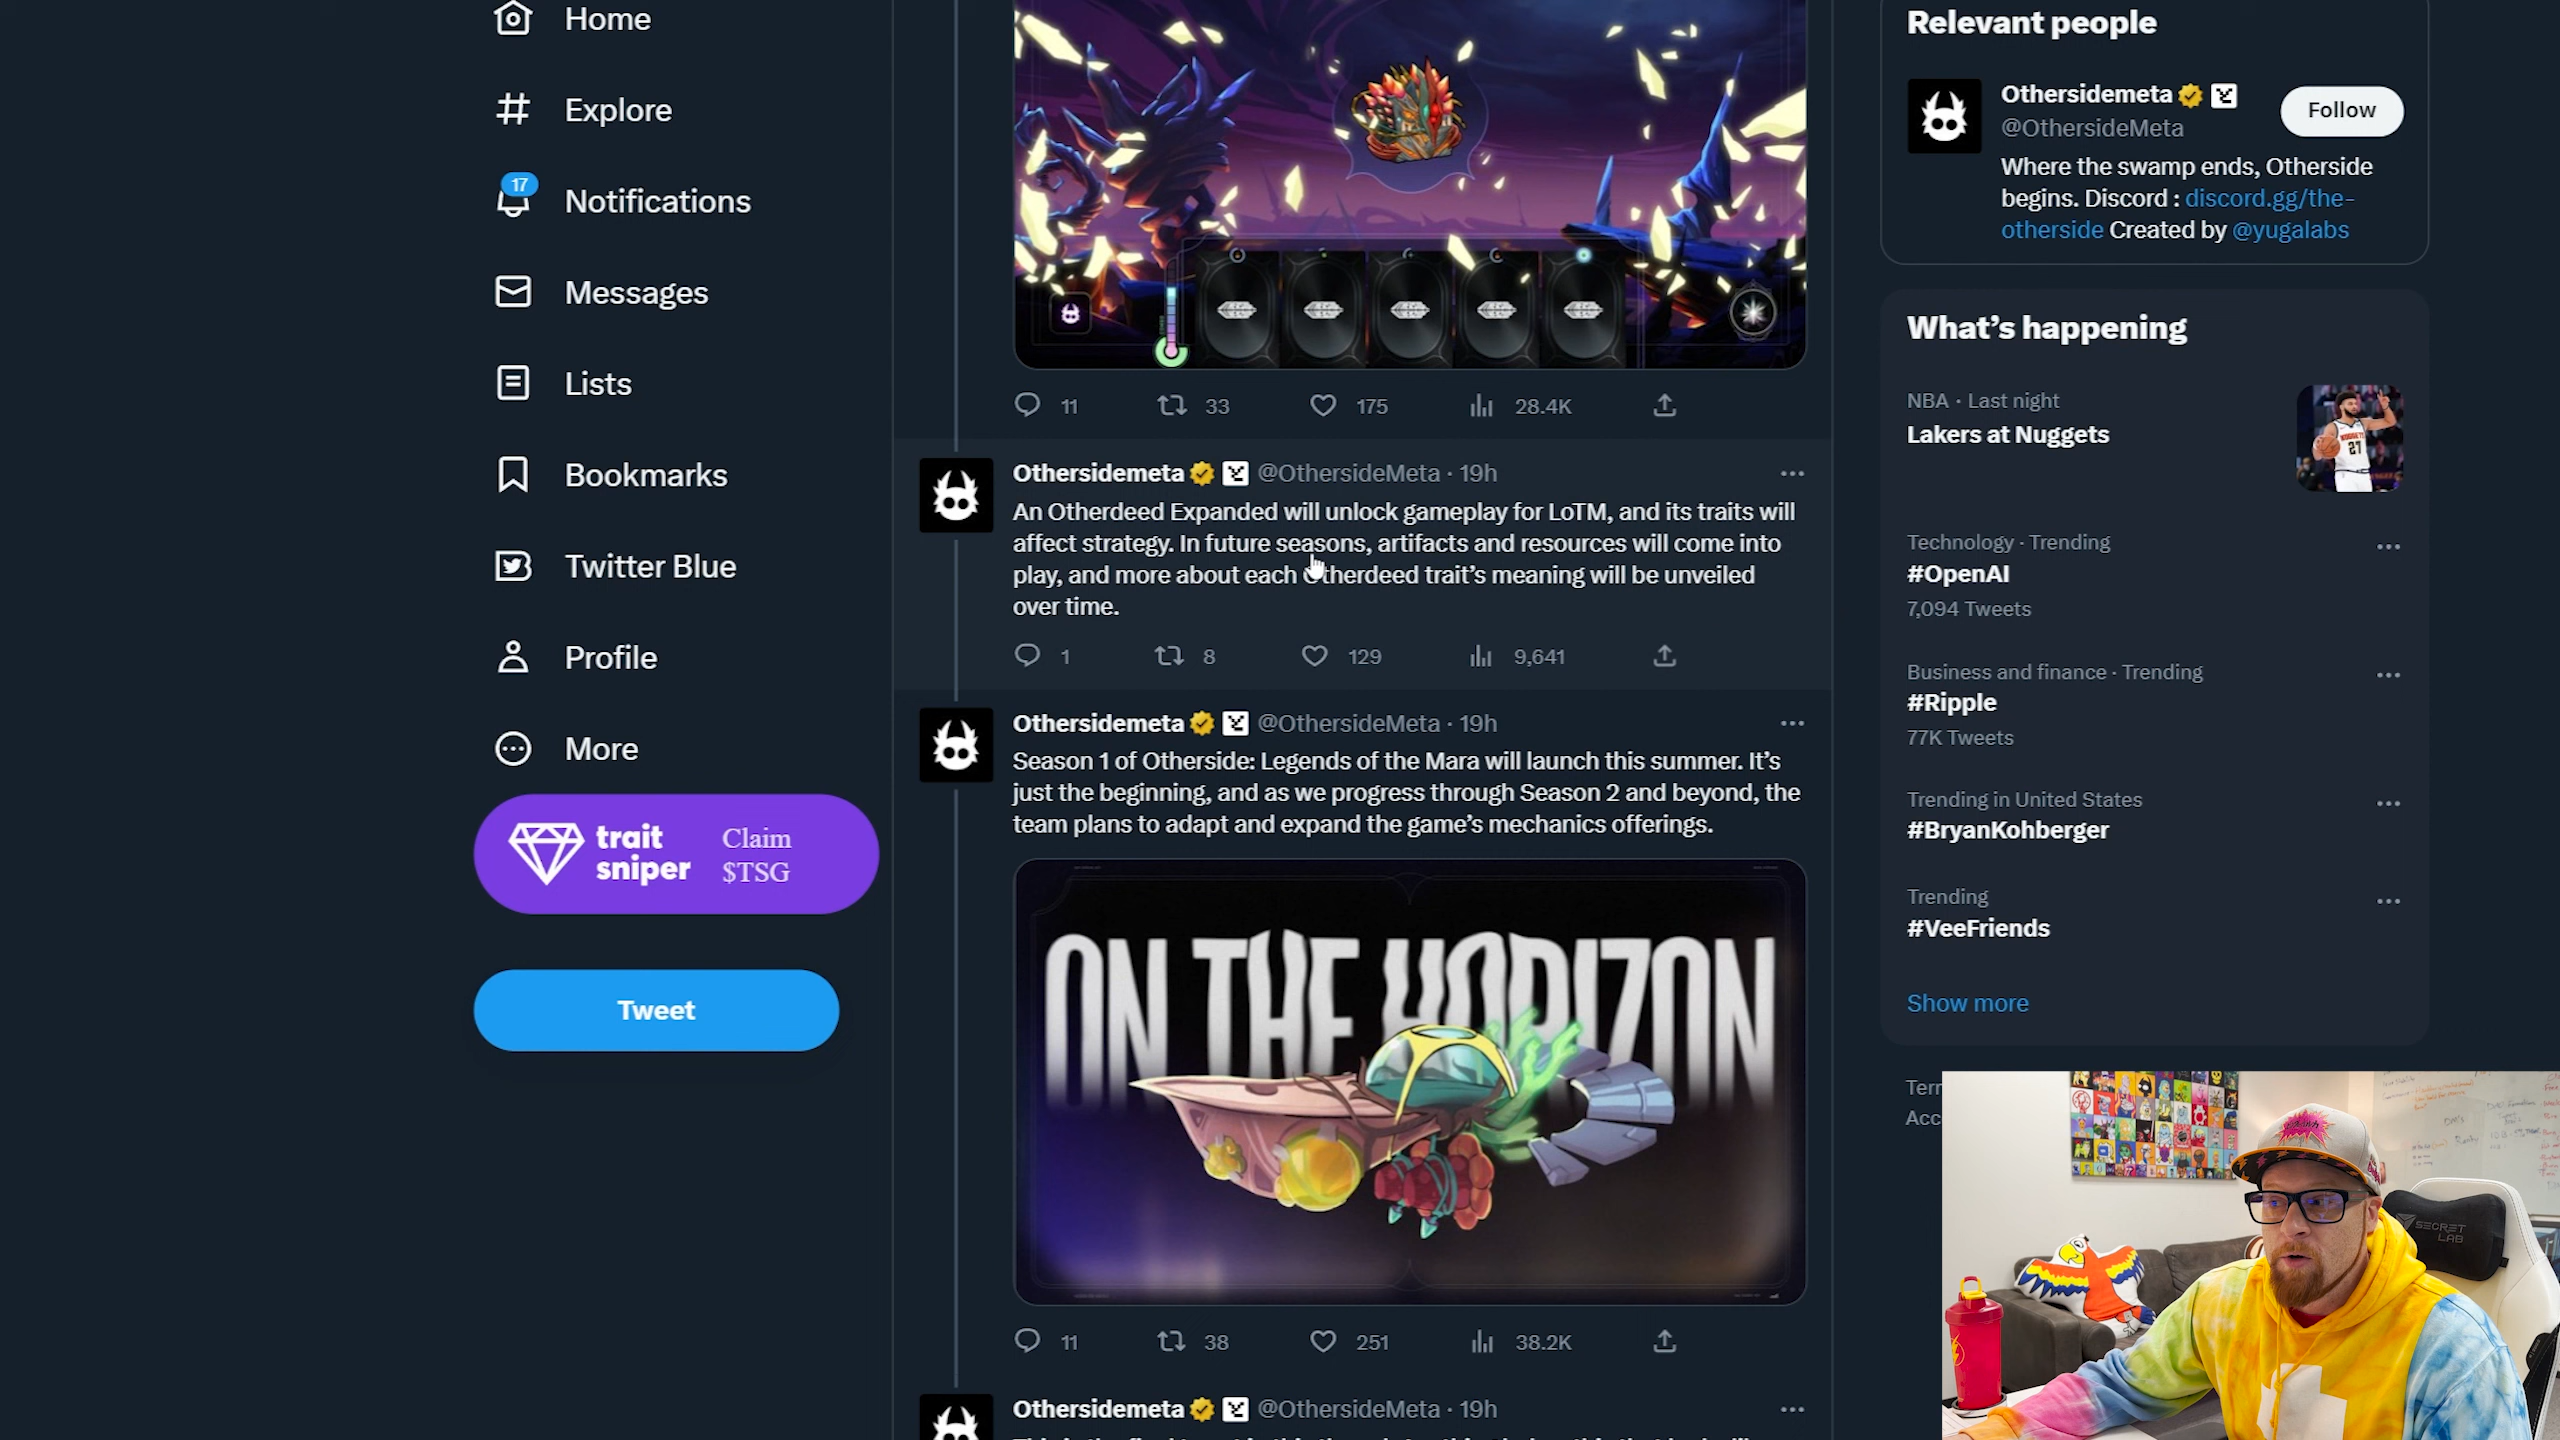 Home
Explore
17
Notifications
Messages
Lists
Bookmarks
Twitter Blue
Profile
More
trait
sniper
Claim
$TSG
Tweet
11 33 175 28.4K
Othersidemeta @OthersideMeta · 19h
An Otherdeed Expanded will unlock gameplay for LoTM, and its traits will
affect strategy. In future seasons, artifacts and resources will come into
play, and more about each Otherdeed trait's meaning will be unveiled
over time.
1 8 129 9,641
Othersidemeta @OthersideMeta · 19h
Season 1 of Otherside: Legends of the Mara will launch this summer. It's
just the beginning, and as we progress through Season 2 and beyond, the
team plans to adapt and expand the game's mechanics offerings.
ON THE HORIZON
11 38 251 38.2K
Othersidemeta @OthersideMeta · 19h
Relevant people
Othersidemeta
@OthersideMeta
Follow
Where the swamp ends, Otherside
begins. Discord : discord.gg/the-
otherside Created by @yugalabs
What's happening
NBA · Last night
Lakers at Nuggets
Technology · Trending
#OpenAI
7,094 Tweets
Business and finance · Trending
#Ripple
77K Tweets
Trending in United States
#BryanKohberger
Trending
#VeeFriends
Show more
SECRET
LAB